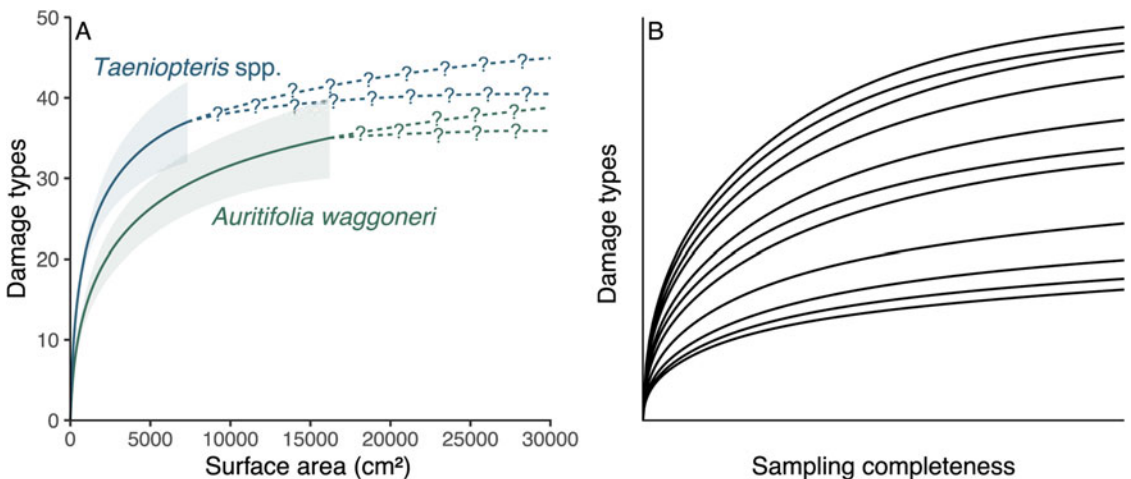 A
50
40
30
20
10
0
Damage types
Taeniopteris spp.
Auritifolia waggoneri
? ? ? ? ? ? ? ? ?
? ? ? ? ? ? ?
? ? ? ? ?
? ? ? ?
0 5000 10000 15000 20000 25000 30000
Surface area (cm²)
B
Damage types
Sampling completeness